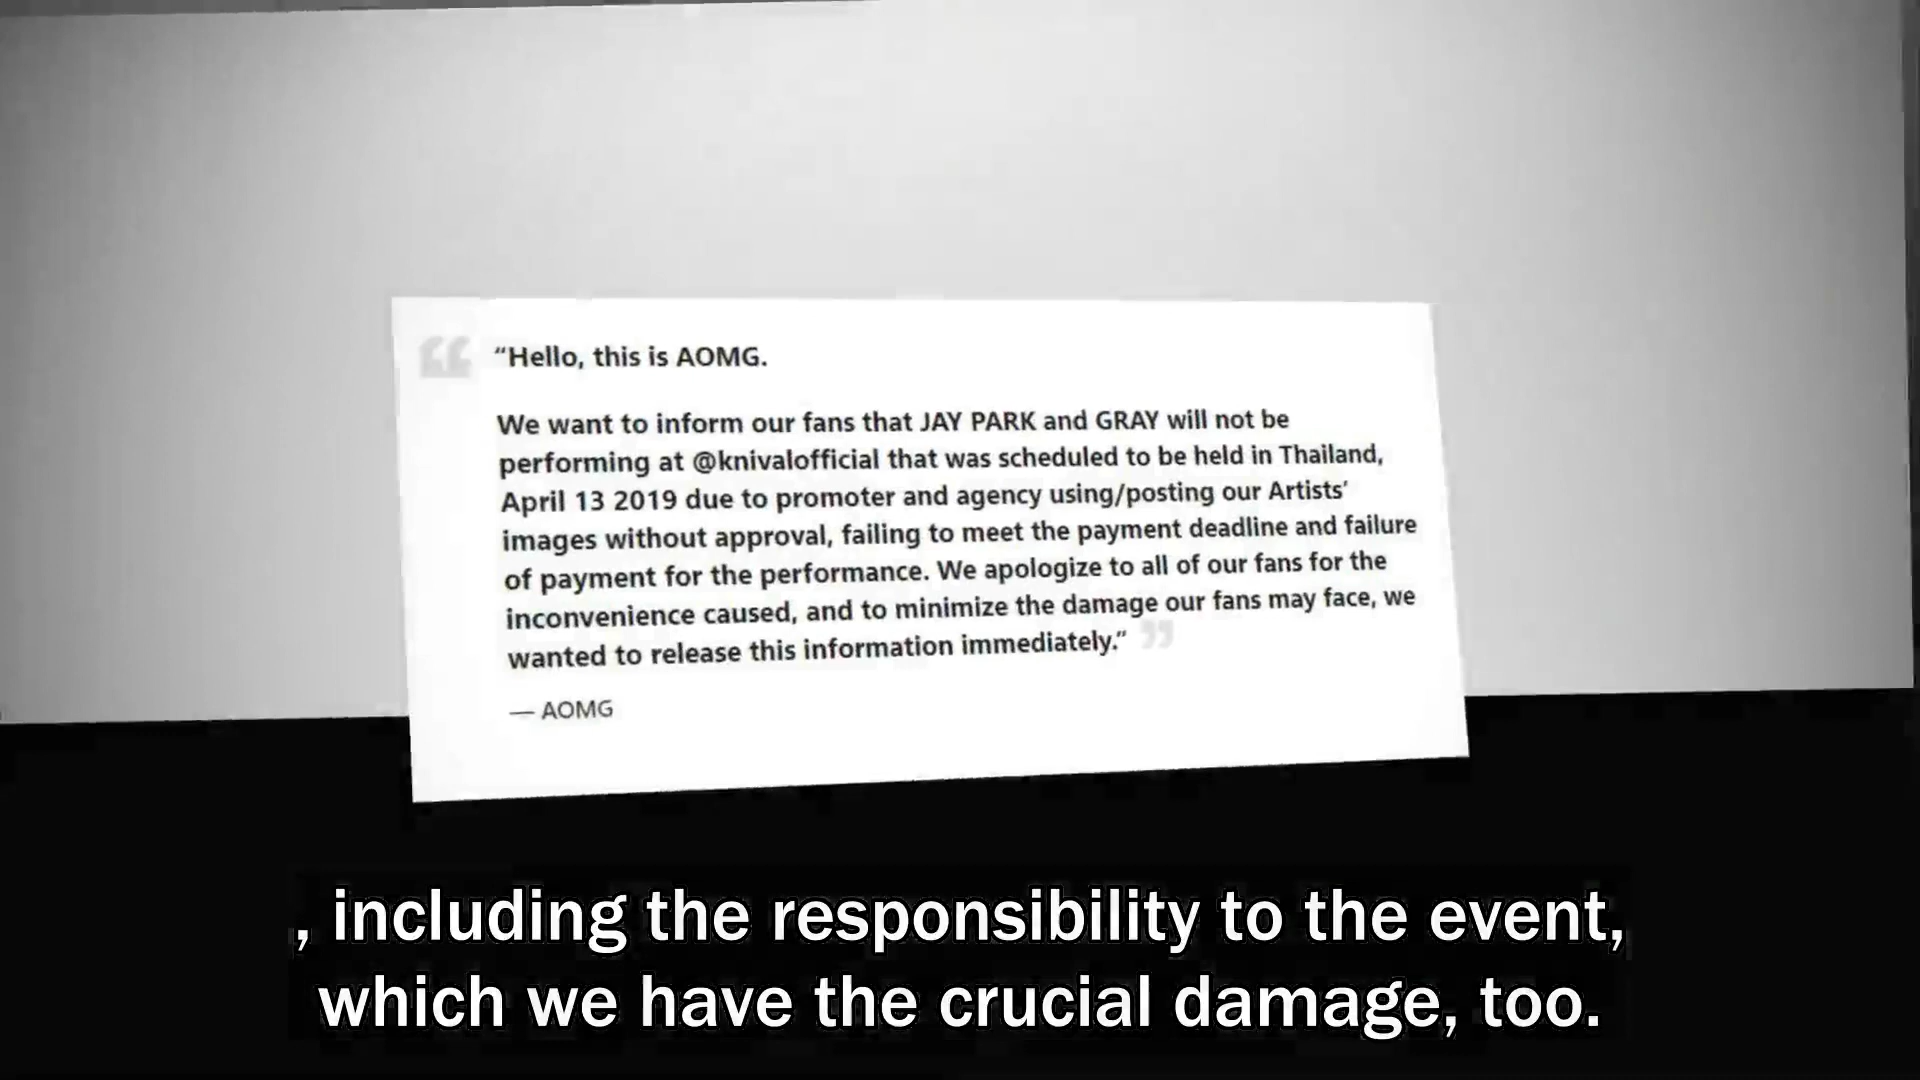 “Hello, this is AOMG.
We want to inform our fans that JAY PARK and GRAY will not be
performing at @knivalofficial that was scheduled to be held in Thailand,
April 13 2019 due to promoter and agency using/posting our Artists’
images without approval, failing to meet the payment deadline and failure
of payment for the performance. We apologize to all of our fans for the
inconvenience caused, and to minimize the damage our fans may face, we
wanted to release this information immediately.”
— AOMG
, including the responsibility to the event,
which we have the crucial damage, too.